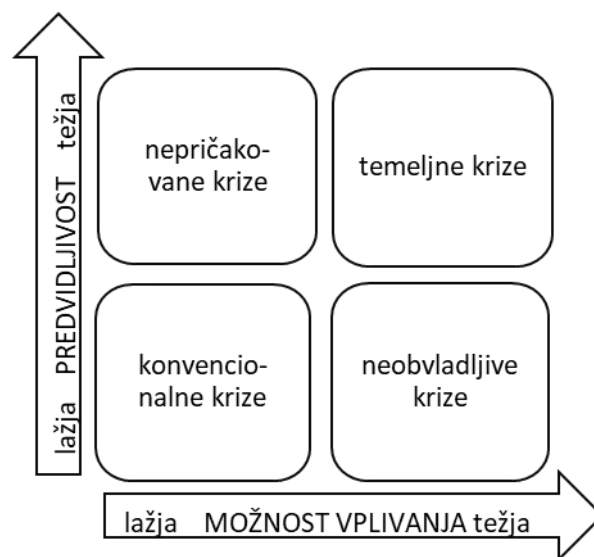 lažja PREDVIDLJIVOST težja
nepričako-
vane krize
temeljne krize
konvencio-
nalne krize
neobvladljive
krize
lažja MOŽNOST VPLIVANJA težja